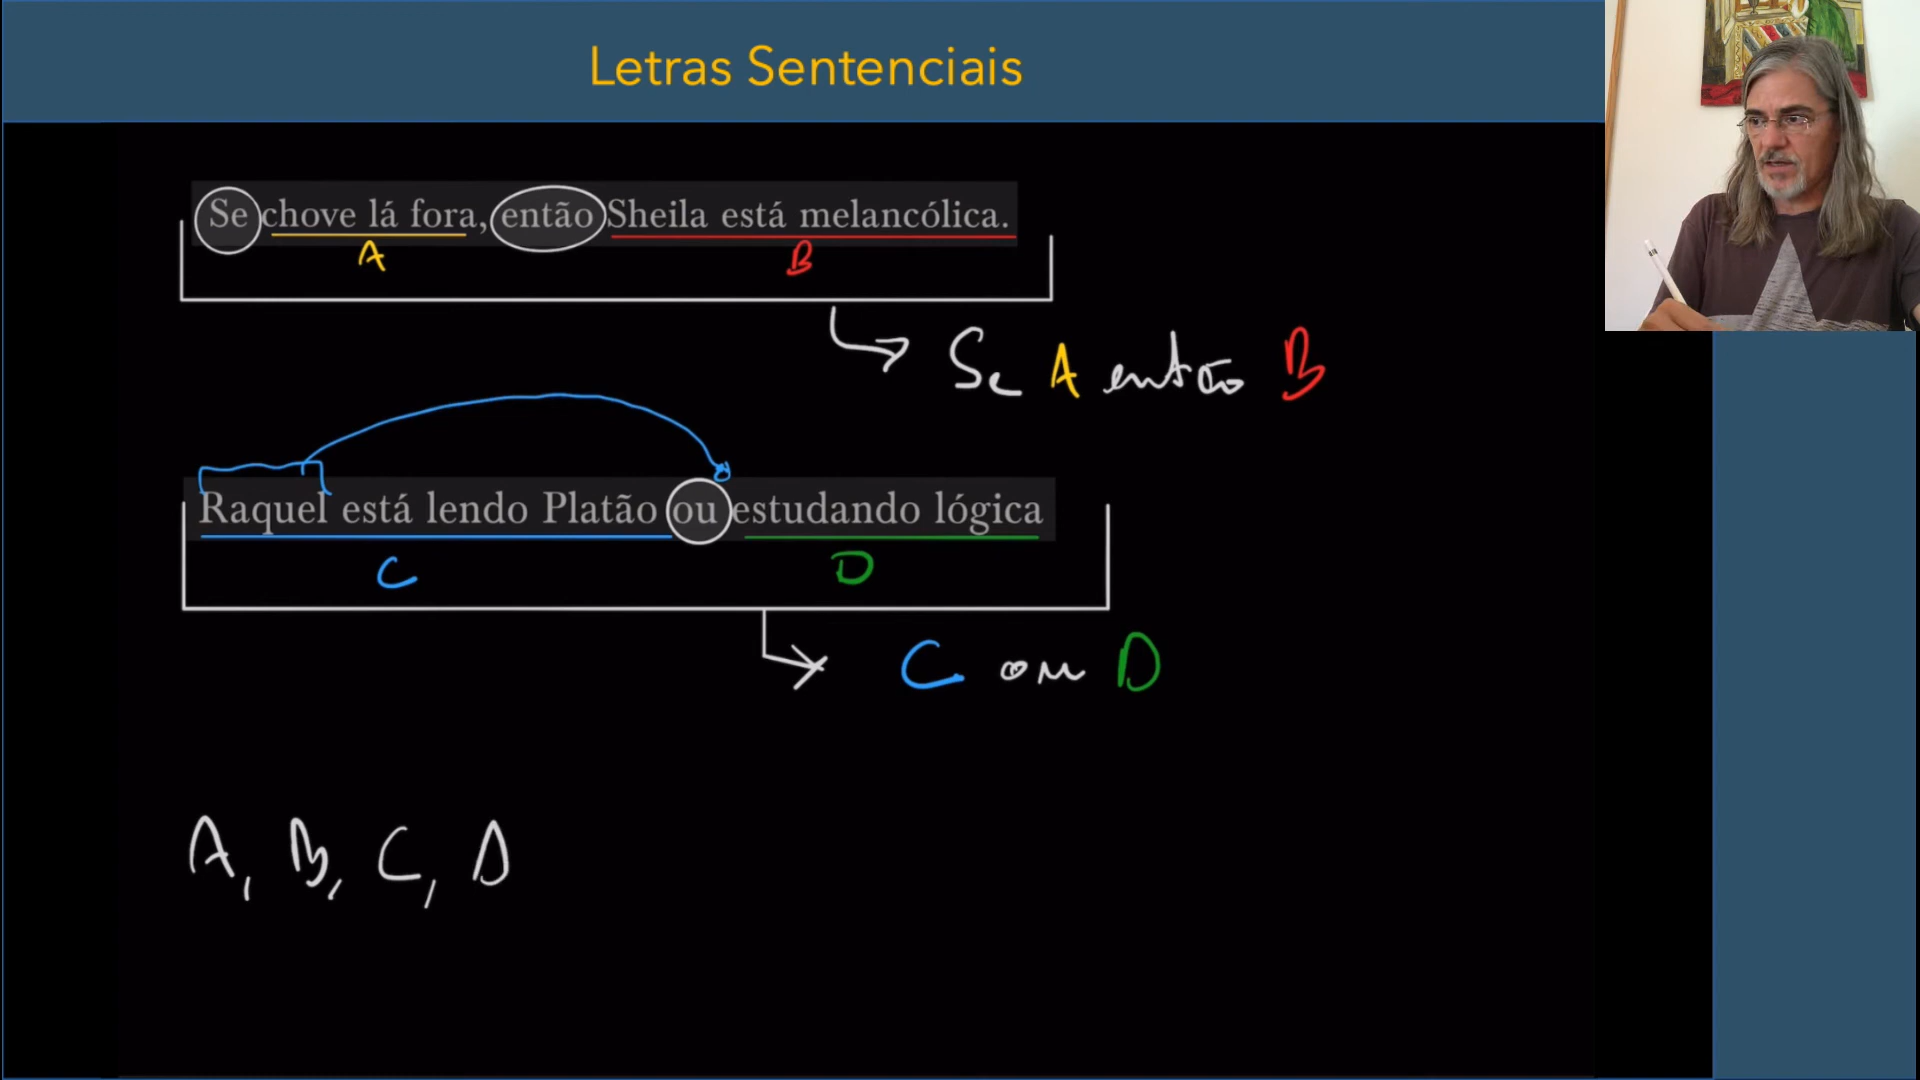 Letras Sentenciais
Se chove lá fora, então Sheila está melancólica.
A B
Se A então B
Raquel está lendo Platão ou estudando lógica
C D
C ou D
A, B, C, D